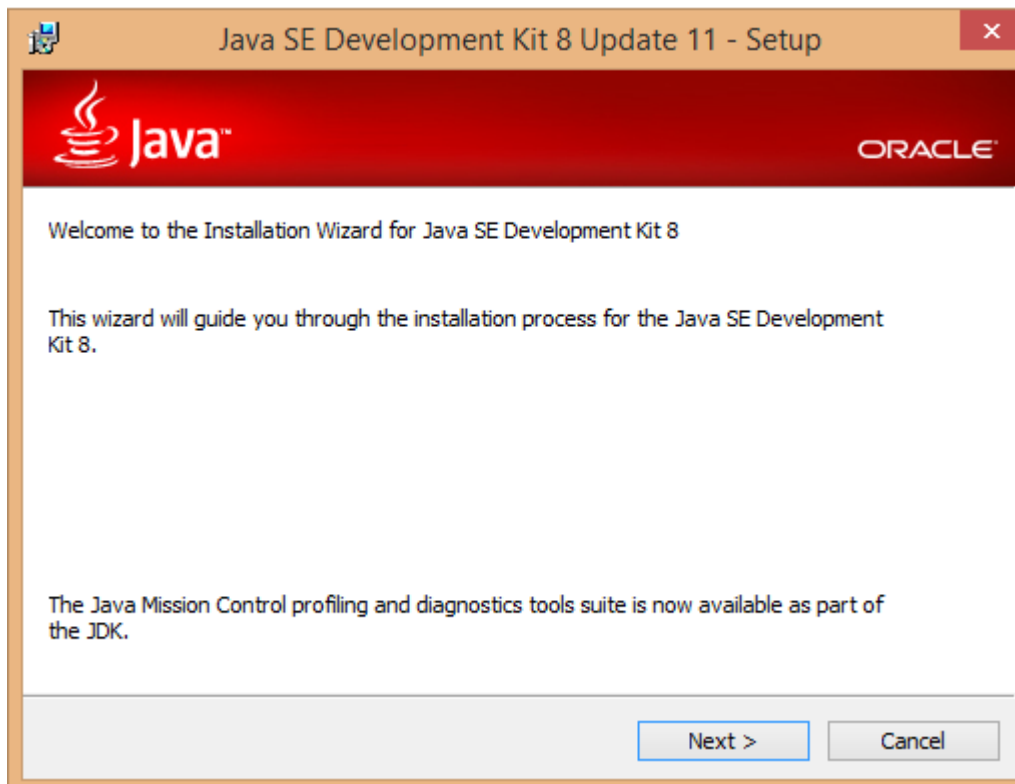 Java SE Development Kit 8 Update 11 - Setup
Java™
ORACLE®
Welcome to the Installation Wizard for Java SE Development Kit 8
This wizard will guide you through the installation process for the Java SE Development
Kit 8.
The Java Mission Control profiling and diagnostics tools suite is now available as part of
the JDK.
Next >
Cancel